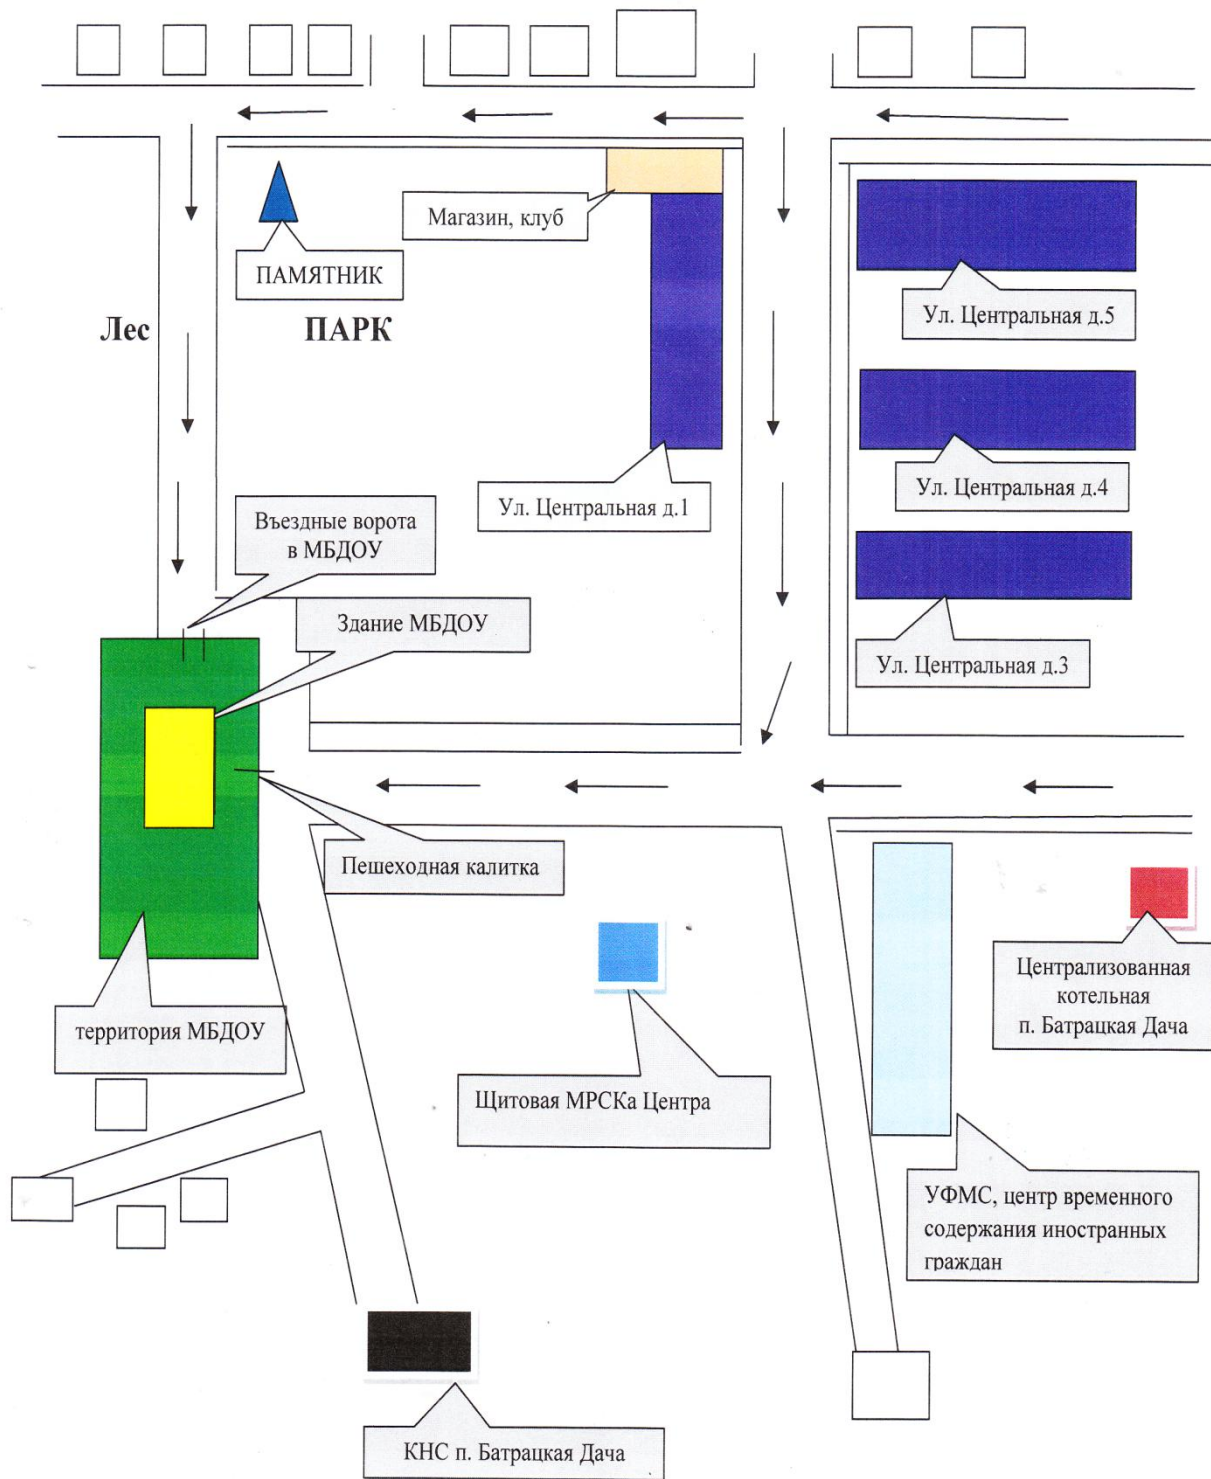 Магазин, клуб
ПАМЯТНИК
Лес
ПАРК
Ул. Центральная д.5
Ул. Центральная д.4
Ул. Центральная д.1
Въездные ворота
в МБДОУ
Здание МБДОУ
Ул. Центральная д.3
Пешеходная калитка
Централизованная
котельная
п. Батрацкая Дача
территория МБДОУ
Щитовая МРСКа Центра
УФМС, центр временного
содержания иностранных
граждан
КНС п. Батрацкая Дача